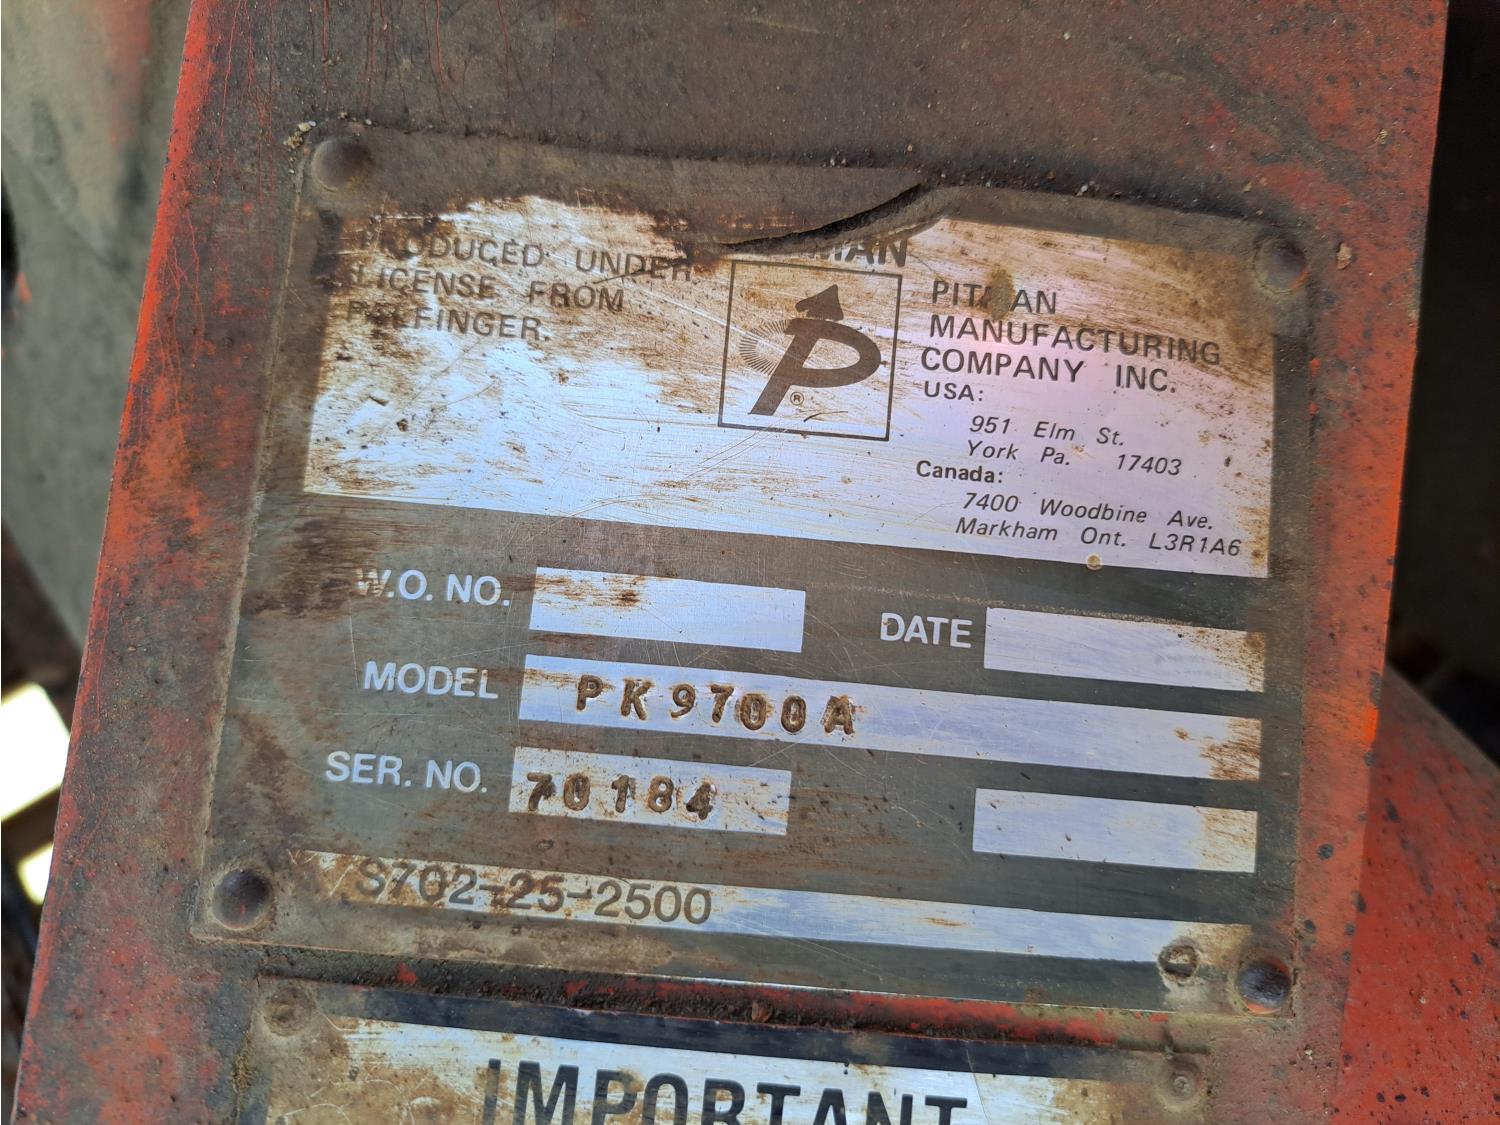 PRODUCED UNDER
LICENSE FROM
PALFINGER.
PITMAN
MANUFACTURING
COMPANY INC.
USA:
951 Elm St.
York Pa. 17403
Canada:
7400 Woodbine Ave.
Markham Ont. L3R1A6
W.O. NO.
DATE
MODEL PK9700A
SER. NO. 70184
S702-25-2500
IMPORTANT